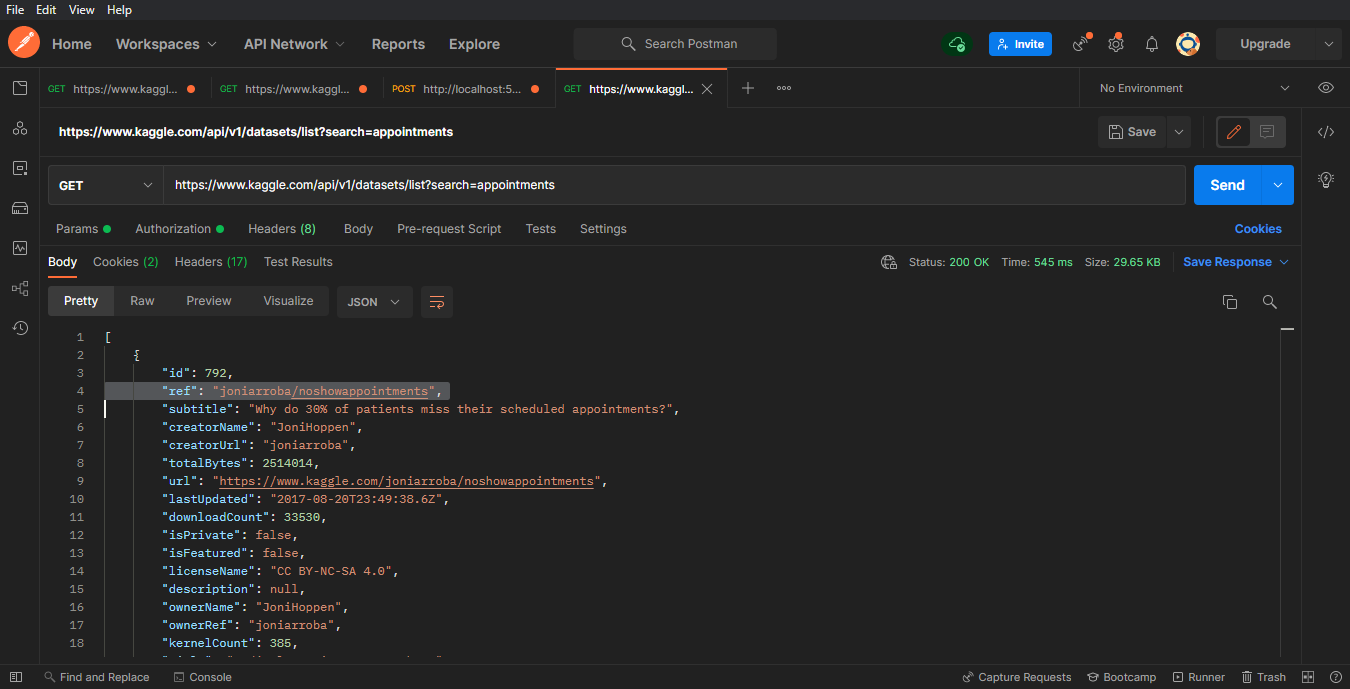 File Edit View Help
Home Workspaces API Network Reports Explore Search Postman Invite Upgrade
GET https://www.kaggl... GET https://www.kaggl... POST http://localhost:5... GET https://www.kaggl... No Environment
https://www.kaggle.com/api/v1/datasets/list?search=appointments Save
GET https://www.kaggle.com/api/v1/datasets/list?search=appointments Send
Params Authorization Headers (8) Body Pre-request Script Tests Settings Cookies
Body Cookies (2) Headers (17) Test Results Status: 200 OK Time: 545 ms Size: 29.65 KB Save Response
Pretty Raw Preview Visualize JSON
1 [
2 {
3 "id": 792,
4 "ref": "joniarroba/noshowappointments",
5 "subtitle": "Why do 30% of patients miss their scheduled appointments?",
6 "creatorName": "JoniHoppen",
7 "creatorUrl": "joniarroba",
8 "totalBytes": 2514014,
9 "url": "https://www.kaggle.com/joniarroba/noshowappointments",
10 "lastUpdated": "2017-08-20T23:49:38.6Z",
11 "downloadCount": 33530,
12 "isPrivate": false,
13 "isFeatured": false,
14 "licenseName": "CC BY-NC-SA 4.0",
15 "description": null,
16 "ownerName": "JoniHoppen",
17 "ownerRef": "joniarroba",
18 "kernelCount": 385,
Find and Replace Console Capture Requests Bootcamp Runner Trash